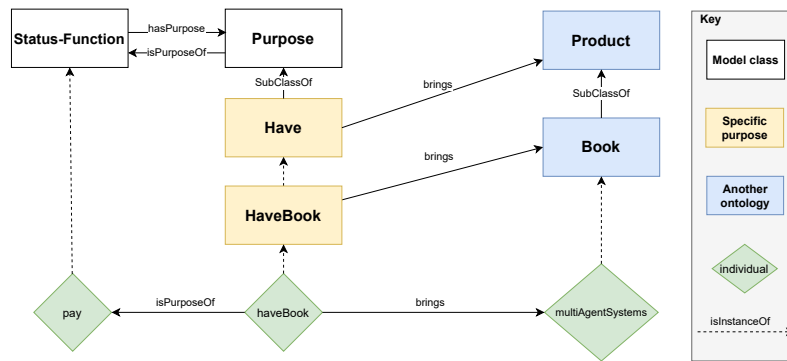 Status-Function
hasPurpose
isPurposeOf
Purpose
Product
Key
Model class
SubClassOf
brings
SubClassOf
Have
Specific
purpose
Book
brings
HaveBook
Another
ontology
pay
isPurposeOf
haveBook
brings
multiAgentSystems
individual
isInstanceOf